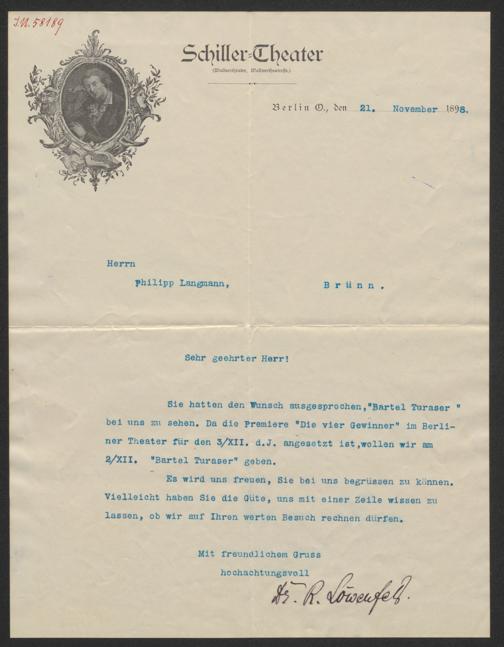 I.N. 58189
Schiller-Theater
(Wallnertheater, Wallnertheaterstr.)
Berlin O., den 21. November 1898.
Herrn
Philipp Langmann,
Brünn.
Sehr geehrter Herr!
Sie hatten den Wunsch ausgesprochen,"Bartel Turaser "
bei uns zu sehen. Da die Premiere "Die vier Gewinner" im Berli-
ner Theater für den 3/XII. d.J. angesetzt ist,wollen wir am
2/XII. "Bartel Turaser" geben.
Es wird uns freuen, Sie bei uns begrüssen zu können.
Vielleicht haben Sie die Güte, uns mit einer Zeile wissen zu
lassen, ob wir auf Ihren werten Besuch rechnen dürfen.
Mit freundlichem Gruss
hochachtungsvoll
Dr. R. Löwenfeld.